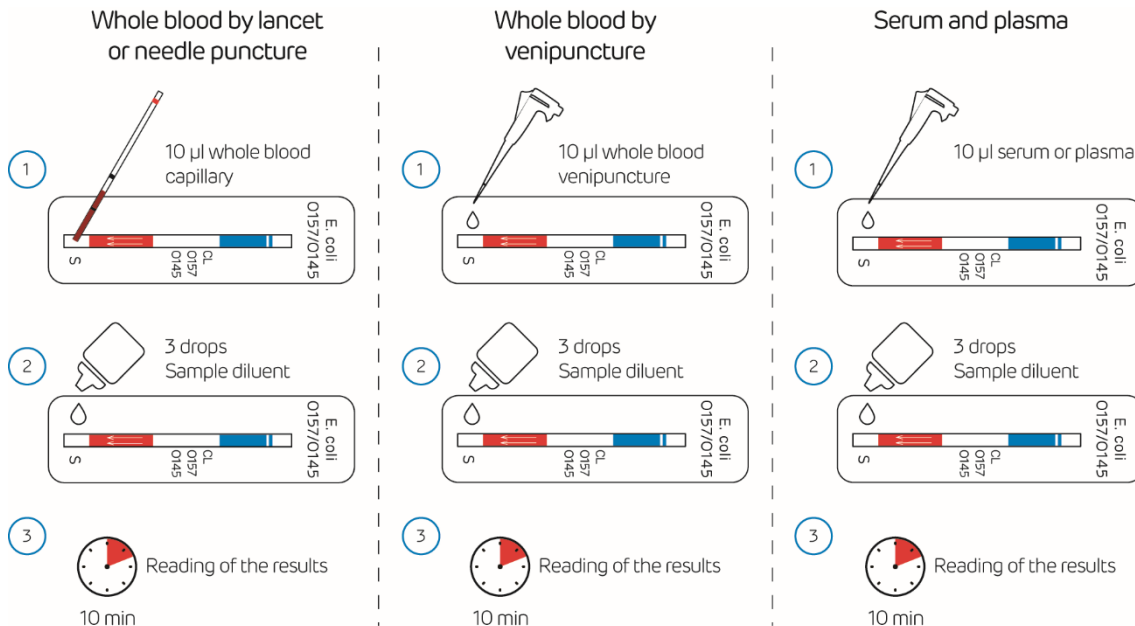 Whole blood by lancet
or needle puncture
1
10 µl whole blood
capillary
E. coli
O157/O145
S
O145
O157
CL
2
3 drops
Sample diluent
E. coli
O157/O145
S
O145
O157
CL
3
Reading of the results
10 min
Whole blood by
venipuncture
1
10 µl whole blood
venipuncture
E. coli
O157/O145
S
O145
O157
CL
2
3 drops
Sample diluent
E. coli
O157/O145
S
O145
O157
CL
3
Reading of the results
10 min
Serum and plasma
1
10 µl serum or plasma
E. coli
O157/O145
S
O145
O157
CL
2
3 drops
Sample diluent
E. coli
O157/O145
S
O145
O157
CL
3
Reading of the results
10 min